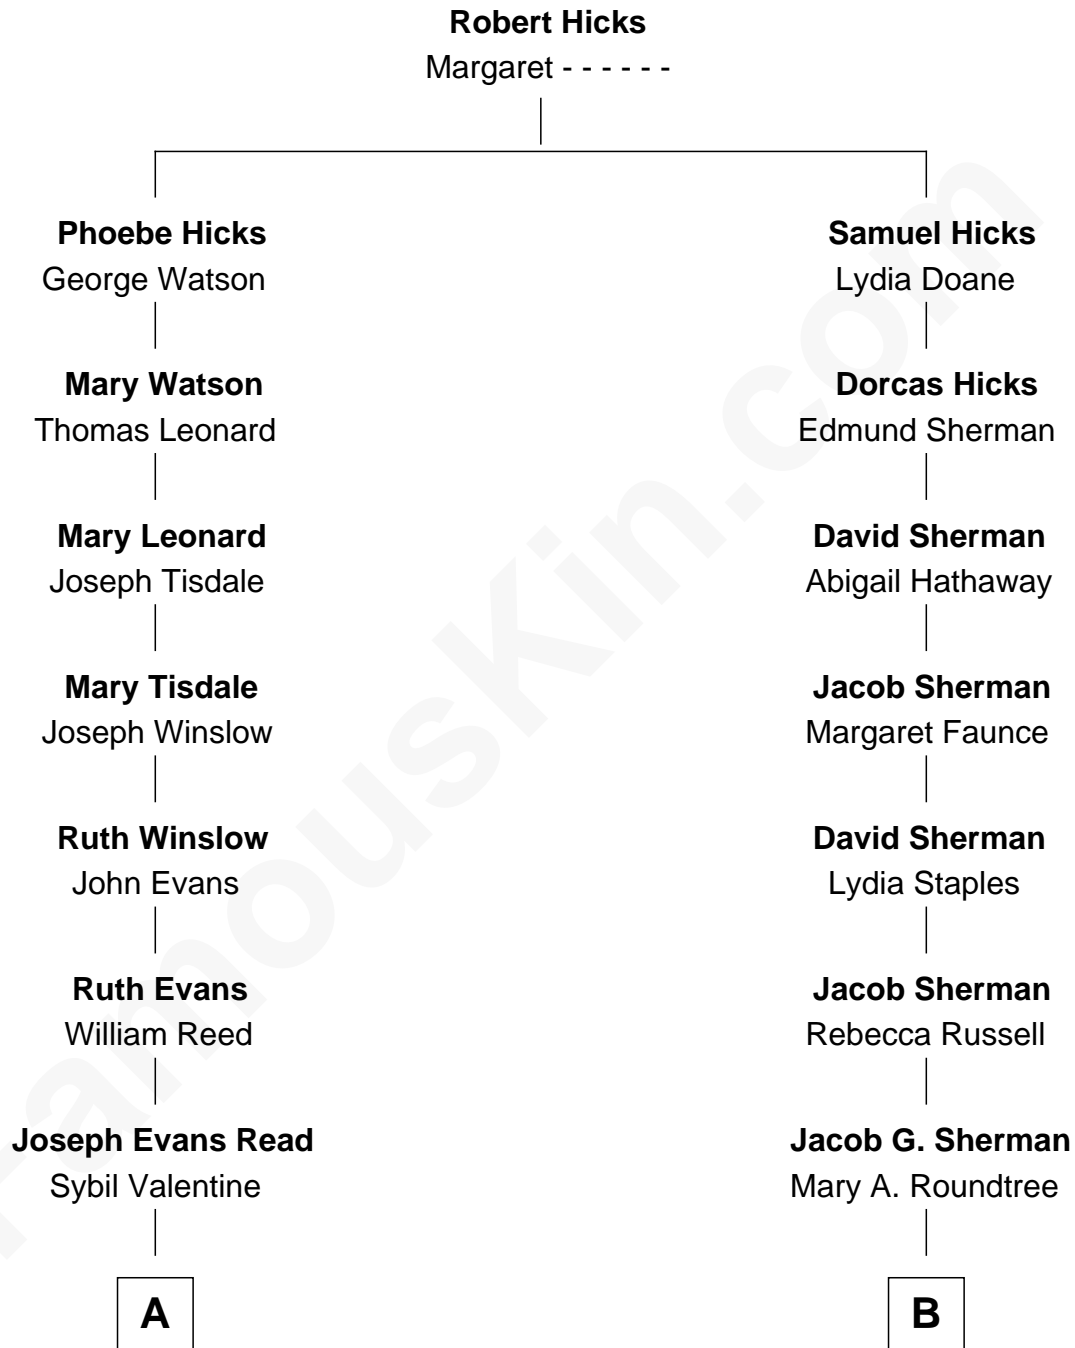 Robert Hicks
Margaret - - - - - -
Phoebe Hicks
George Watson
Samuel Hicks
Lydia Doane
Mary Watson
Thomas Leonard
Dorcas Hicks
Edmund Sherman
Mary Leonard
Joseph Tisdale
David Sherman
Abigail Hathaway
Mary Tisdale
Joseph Winslow
Jacob Sherman
Margaret Faunce
Ruth Winslow
John Evans
David Sherman
Lydia Staples
Ruth Evans
William Reed
Jacob Sherman
Rebecca Russell
Joseph Evans Read
Sybil Valentine
Jacob G. Sherman
Mary A. Roundtree
A
B
FamousKin.com